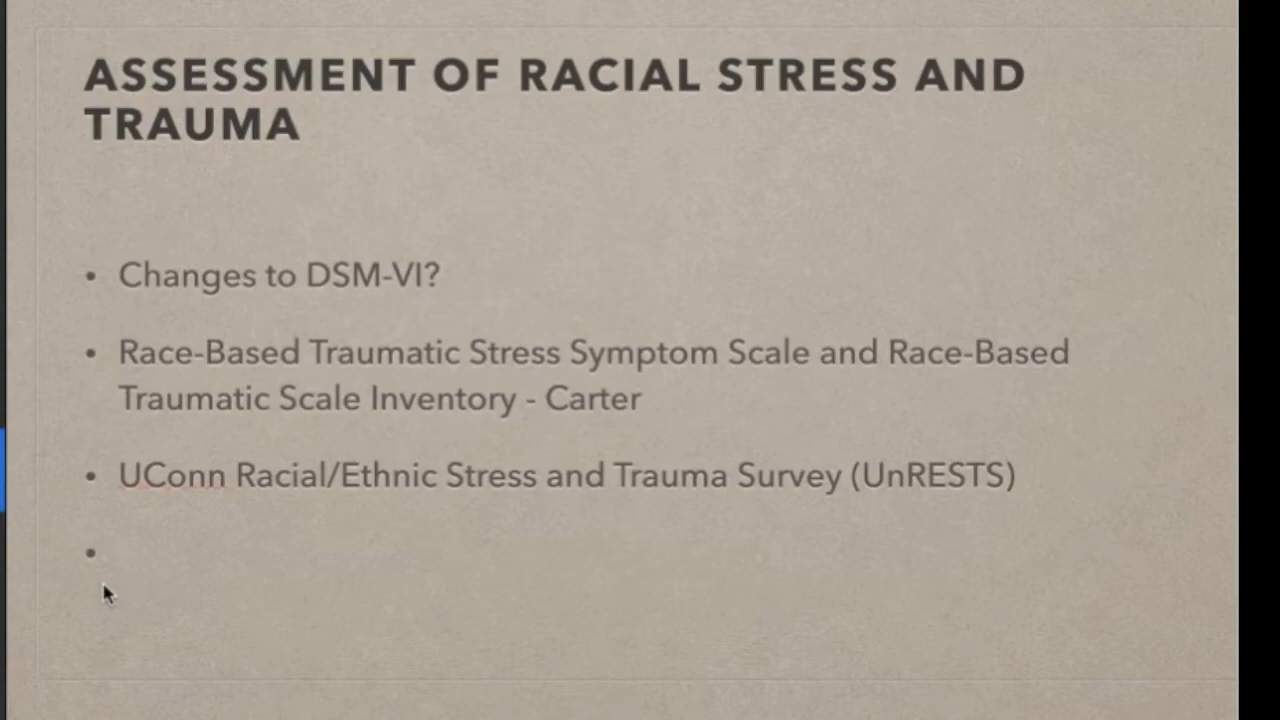 ASSESSMENT OF RACIAL STRESS AND
TRAUMA
• Changes to DSM-VI?
• Race-Based Traumatic Stress Symptom Scale and Race-Based
Traumatic Scale Inventory - Carter
• UConn Racial/Ethnic Stress and Trauma Survey (UnRESTS)
•